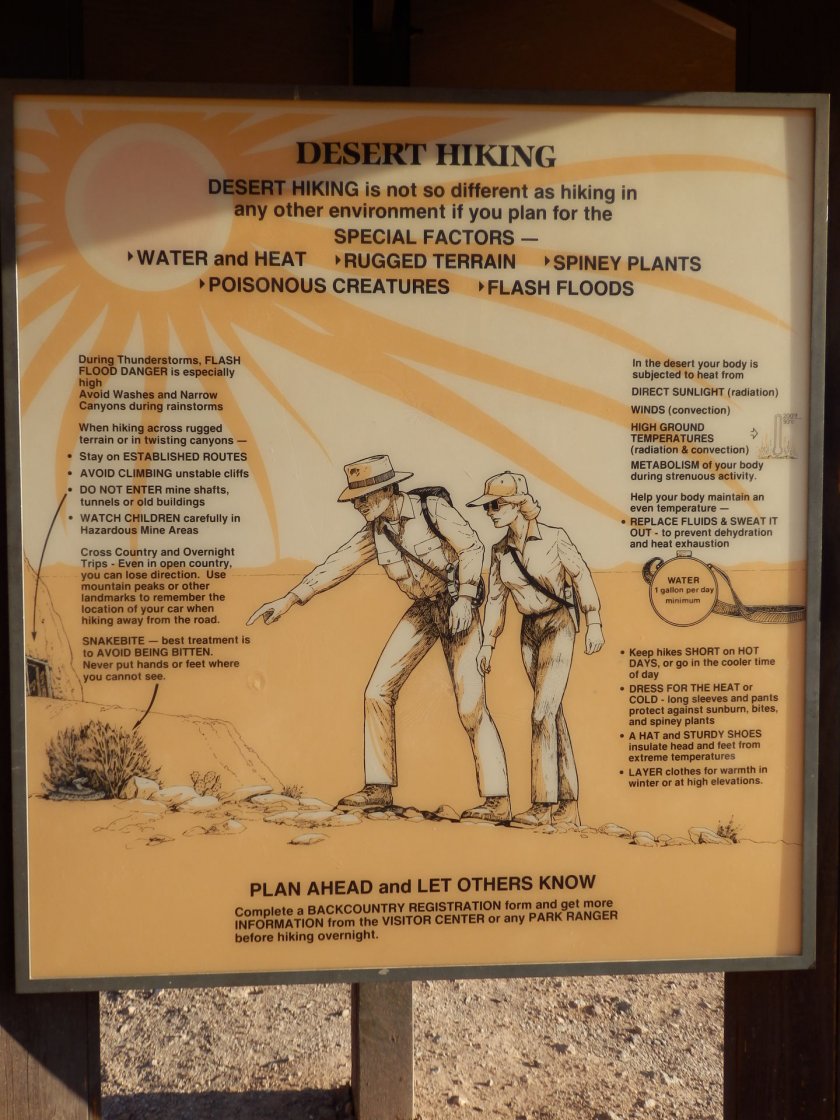 DESERT HIKING
DESERT HIKING is not so different as hiking in
any other environment if you plan for the
SPECIAL FACTORS —
WATER and HEAT RUGGED TERRAIN SPINEY PLANTS
POISONOUS CREATURES FLASH FLOODS
During Thunderstorms, FLASH
FLOOD DANGER is especially
high
Avoid Washes and Narrow
Canyons during rainstorms
When hiking across rugged
terrain or in twisting canyons —
• Stay on ESTABLISHED ROUTES
• AVOID CLIMBING unstable cliffs
• DO NOT ENTER mine shafts,
tunnels or old buildings
• WATCH CHILDREN carefully in
Hazardous Mine Areas
Cross Country and Overnight
Trips - Even in open country,
you can lose direction. Use
mountain peaks or other
landmarks to remember the
location of your car when
hiking away from the road.
SNAKEBITE — best treatment is
to AVOID BEING BITTEN.
Never put hands or feet where
you cannot see.
In the desert your body is
subjected to heat from
DIRECT SUNLIGHT (radiation)
WINDS (convection)
HIGH GROUND
TEMPERATURES
(radiation & convection)
METABOLISM of your body
during strenuous activity.
Help your body maintain an
even temperature —
• REPLACE FLUIDS & SWEAT IT
OUT - to prevent dehydration
and heat exhaustion
WATER
1 gallon per day
minimum
• Keep hikes SHORT on HOT
DAYS, or go in the cooler time
of day
• DRESS FOR THE HEAT or
COLD - long sleeves and pants
protect against sunburn, bites,
and spiney plants
• A HAT and STURDY SHOES
insulate head and feet from
extreme temperatures
• LAYER clothes for warmth in
winter or at high elevations.
PLAN AHEAD and LET OTHERS KNOW
Complete a BACKCOUNTRY REGISTRATION form and get more
INFORMATION from the VISITOR CENTER or any PARK RANGER
before hiking overnight.